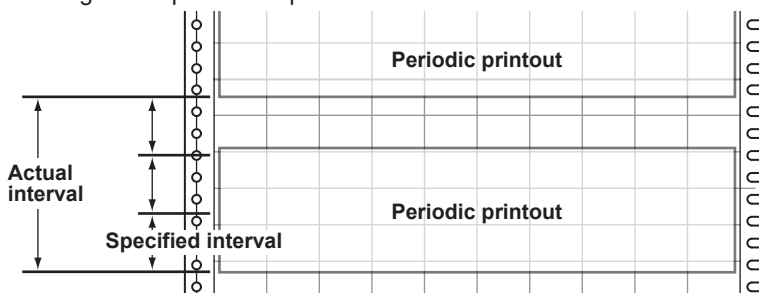 Periodic printout
Actual
interval
Periodic printout
Specified interval